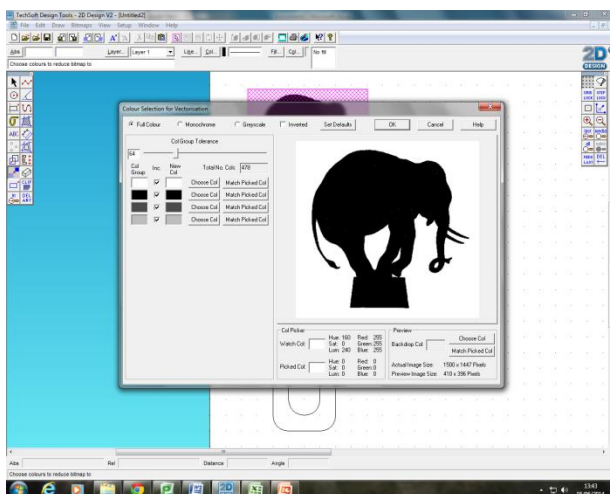 TechSoft Design Tools - 2D Design V2 - [Untitled2]
File Edit Draw Bitmaps View Setup Window Help
Abs Layer... Layer 1 Line... Col... Fill... Col... No fill
Choose colours to reduce bitmap to
2D
DESIGN
Colour Selection for Vectorisation
Full Colour Monochrome Greyscale Inverted Set Defaults OK Cancel Help
Col Group Tolerance
64
Col Group Inc. New Col Total No. Cols 478
Choose Col Match Picked Col
Choose Col Match Picked Col
Choose Col Match Picked Col
Choose Col Match Picked Col
Col Picker
Watch Col Hue: 160 Red: 255
Sat: 0 Green: 255
Lum: 240 Blue: 255
Picked Col Hue: 0 Red: 0
Sat: 0 Green: 0
Lum: 0 Blue: 0
Preview
Backdrop Col Choose Col
Match Picked Col
Actual Image Size: 1500 x 1447 Pixels
Preview Image Size: 410 x 396 Pixels
Abs Rel Distance Angle
Choose colours to reduce bitmap to
13:43